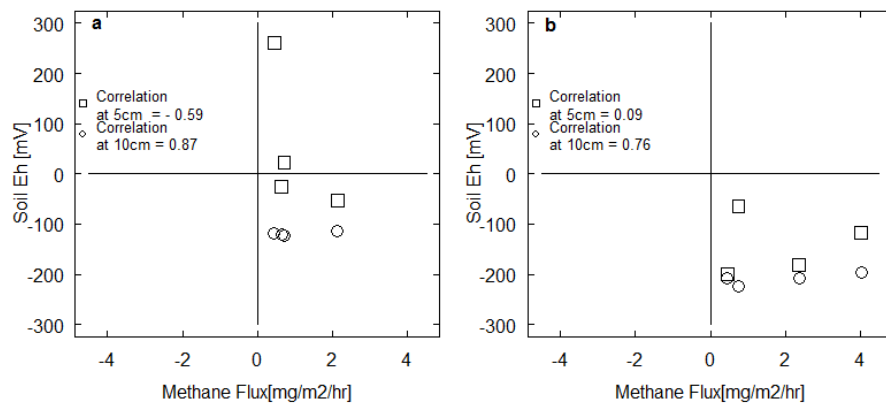 a
300
200
100
0
-100
-200
-300
Soil Eh [mV]
Correlation
at 5cm = - 0.59
Correlation
at 10cm = 0.87
-4
-2
0
2
4
Methane Flux[mg/m2/hr]
b
300
200
100
0
-100
-200
-300
Soil Eh [mV]
Correlation
at 5cm = 0.09
Correlation
at 10cm = 0.76
-4
-2
0
2
4
Methane Flux[mg/m2/hr]